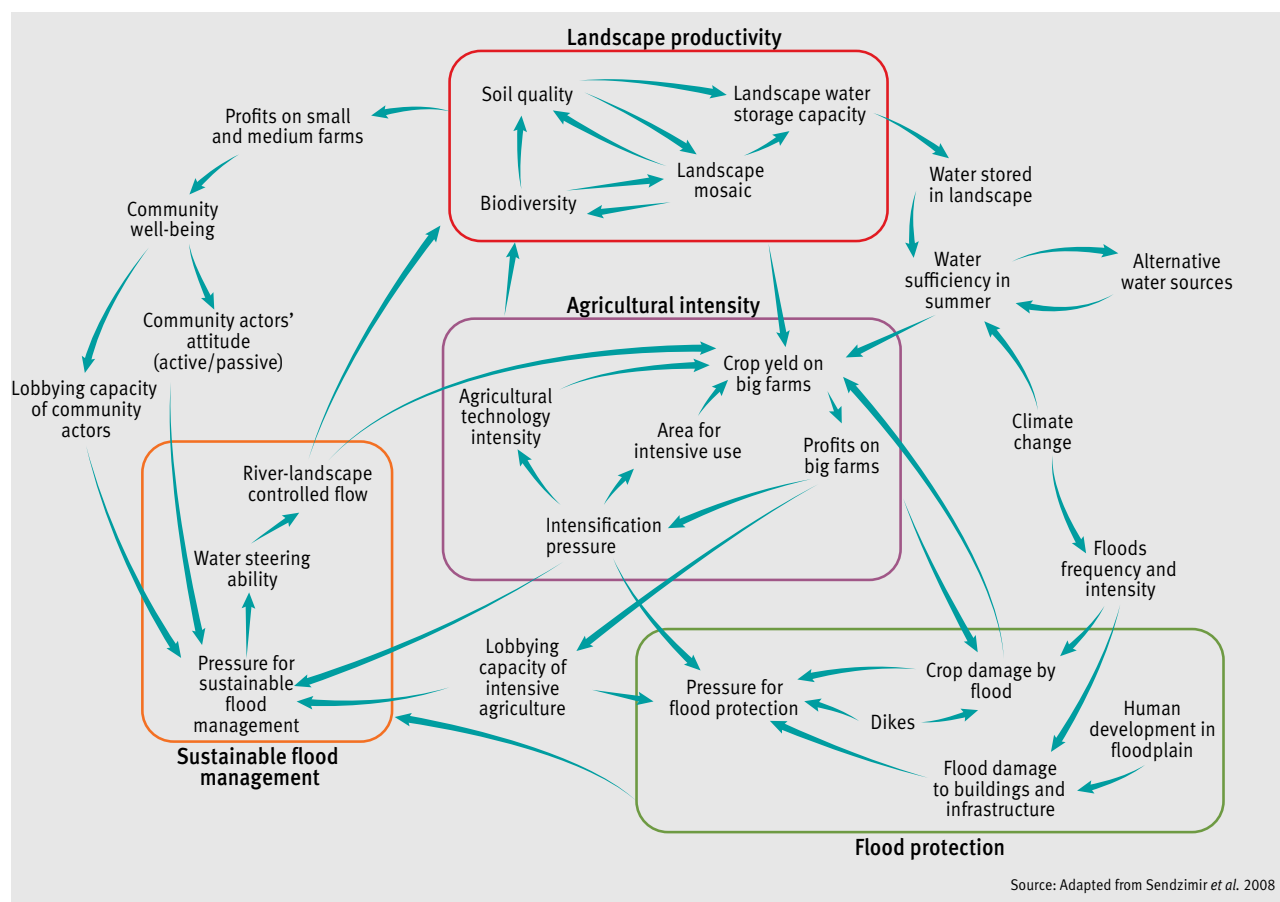 Landscape productivity
Soil quality
Landscape water
storage capacity
Landscape
mosaic
Biodiversity
Profits on small
and medium farms
Community
well-being
Community actors'
attitude
(active/passive)
Lobbying capacity
of community
actors
Water stored
in landscape
Water
sufficiency in
summer
Alternative
water sources
Climate
change
Floods
frequency and
intensity
Agricultural intensity
Crop yeld on
big farms
Agricultural
technology
intensity
Area for
intensive use
Profits on
big farms
Intensification
pressure
River-landscape
controlled flow
Water steering
ability
Pressure for
sustainable
flood
management
Sustainable flood
management
Lobbying
capacity of
intensive
agriculture
Pressure for
flood protection
Crop damage by
flood
Dikes
Human
development in
floodplain
Flood damage
to buildings and
infrastructure
Flood protection
Source: Adapted from Sendzimir et al. 2008